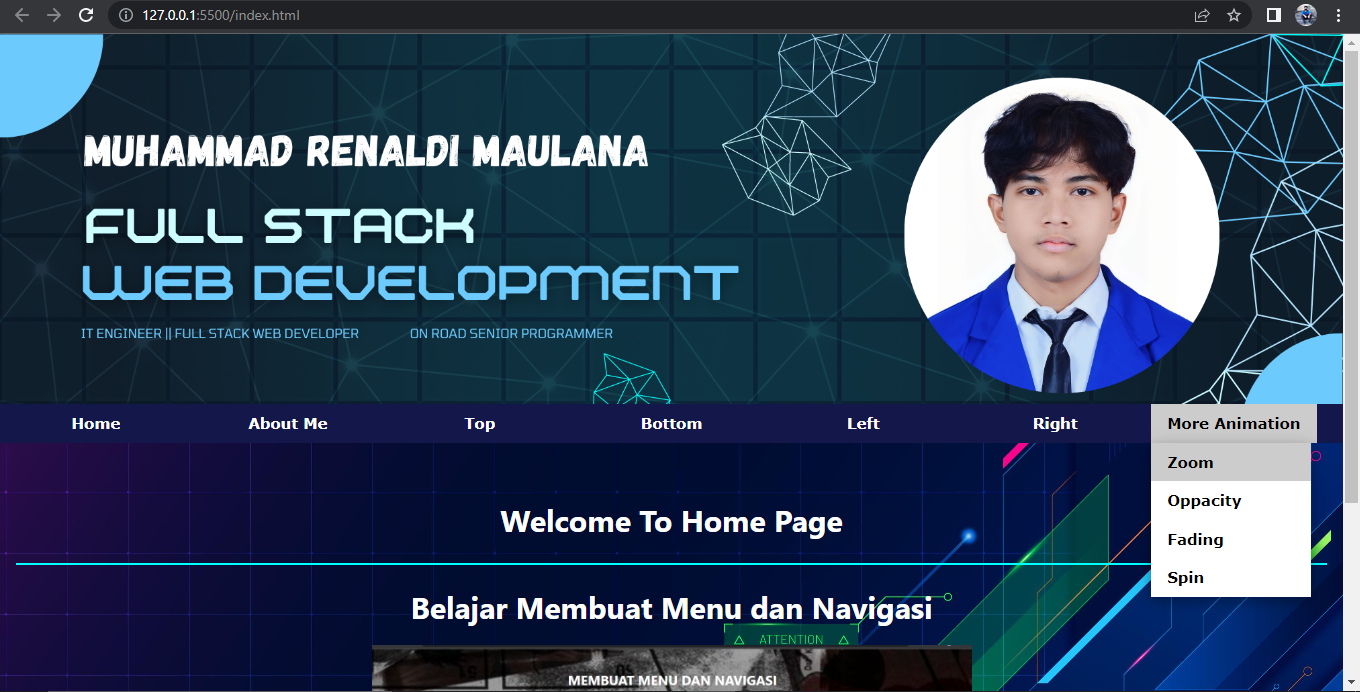 127.0.0.1:5500/index.html
MUHAMMAD RENALDI MAULANA
FULL STACK
WEB DEVELOPMENT
IT ENGINEER || FULL STACK WEB DEVELOPER ON ROAD SENIOR PROGRAMMER
Home About Me Top Bottom Left Right More Animation
Zoom
Oppacity
Fading
Spin
Welcome To Home Page
Belajar Membuat Menu dan Navigasi
ATTENTION
MEMBUAT MENU DAN NAVIGASI